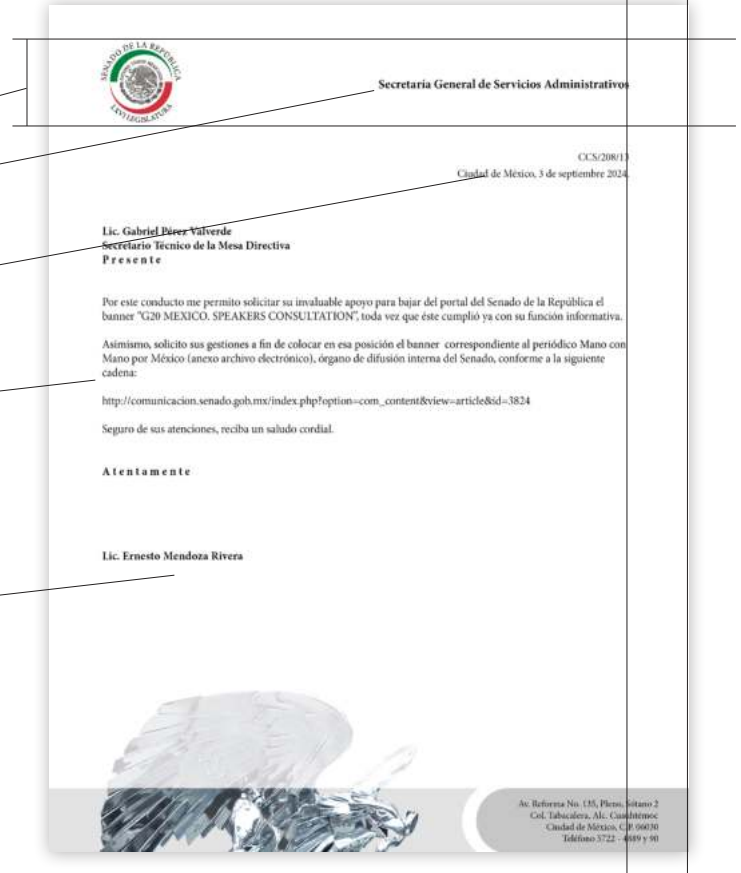 SENADO DE LA REPÚBLICA
LXVI LEGISLATURA
Secretaría General de Servicios Administrativos
CCS/208/13
Ciudad de México, 3 de septiembre 2024.
Lic. Gabriel Pérez Valverde
Secretario Técnico de la Mesa Directiva
P r e s e n t e
Por este conducto me permito solicitar su invaluable apoyo para bajar del portal del Senado de la República el
banner "G20 MEXICO. SPEAKERS CONSULTATION", toda vez que éste cumplió ya con su función informativa.
Asimismo, solicito sus gestiones a fin de colocar en esa posición el banner correspondiente al periódico Mano con
Mano por México (anexo archivo electrónico), órgano de difusión interna del Senado, conforme a la siguiente
cadena:
http://comunicacion.senado.gob.mx/index.php?option=com_content&view=article&id=3824
Seguro de sus atenciones, reciba un saludo cordial.
A t e n t a m e n t e
Lic. Ernesto Mendoza Rivera
Av. Reforma No. 135, Pleno, Sótano 2
Col. Tabacalera, Alc. Cuauhtémoc
Ciudad de México, C.P. 06030
Teléfono 5722 - 4889 y 90